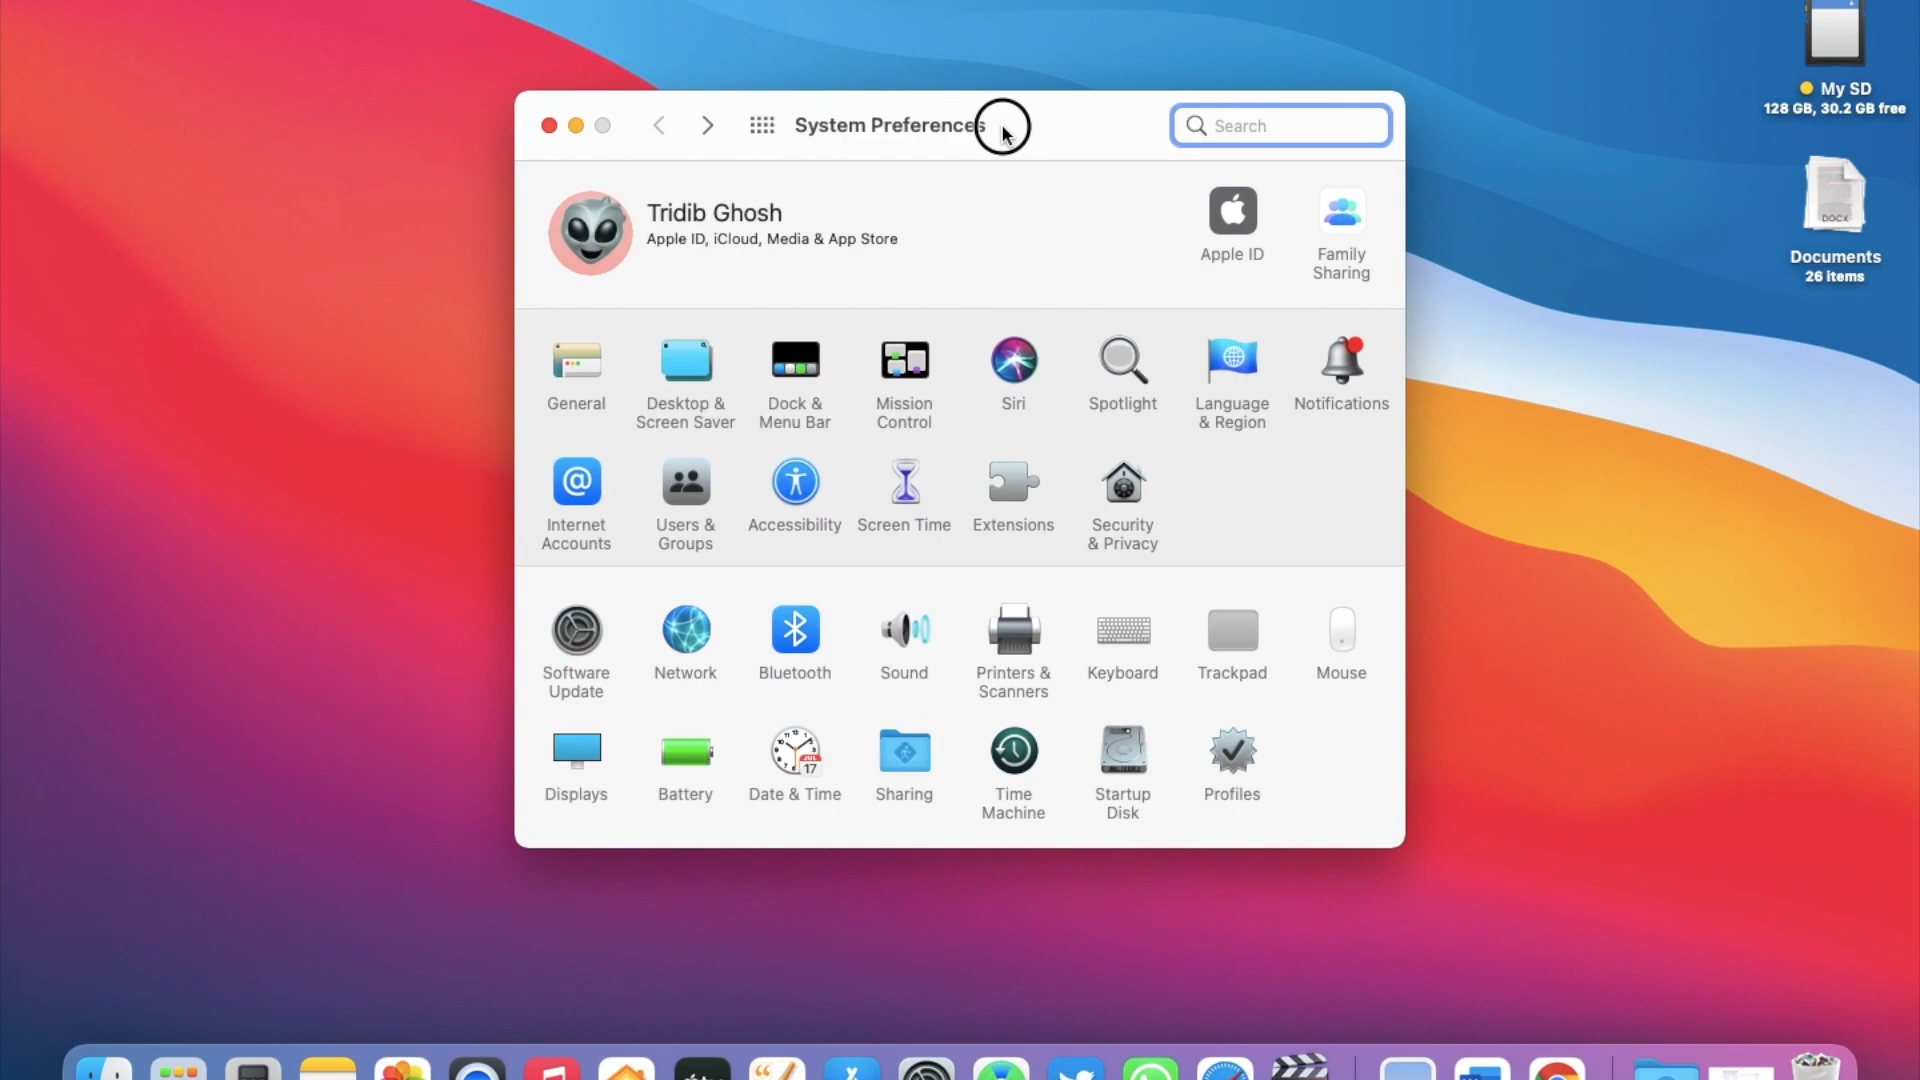 My SD
128 GB, 30.2 GB free
System Preferences
Search
DOCX
Documents
26 items
Tridib Ghosh
Apple ID, iCloud, Media & App Store
Apple ID
Family
Sharing
General
Desktop &
Screen Saver
Dock &
Menu Bar
Mission
Control
Siri
Spotlight
Language
& Region
Notifications
@
Internet
Accounts
Users &
Groups
Accessibility
Screen Time
Extensions
Security
& Privacy
Software
Update
Network
Bluetooth
Sound
Printers &
Scanners
Keyboard
Trackpad
Mouse
JUL
17
Displays
Battery
Date & Time
Sharing
Time
Machine
Startup
Disk
Profiles